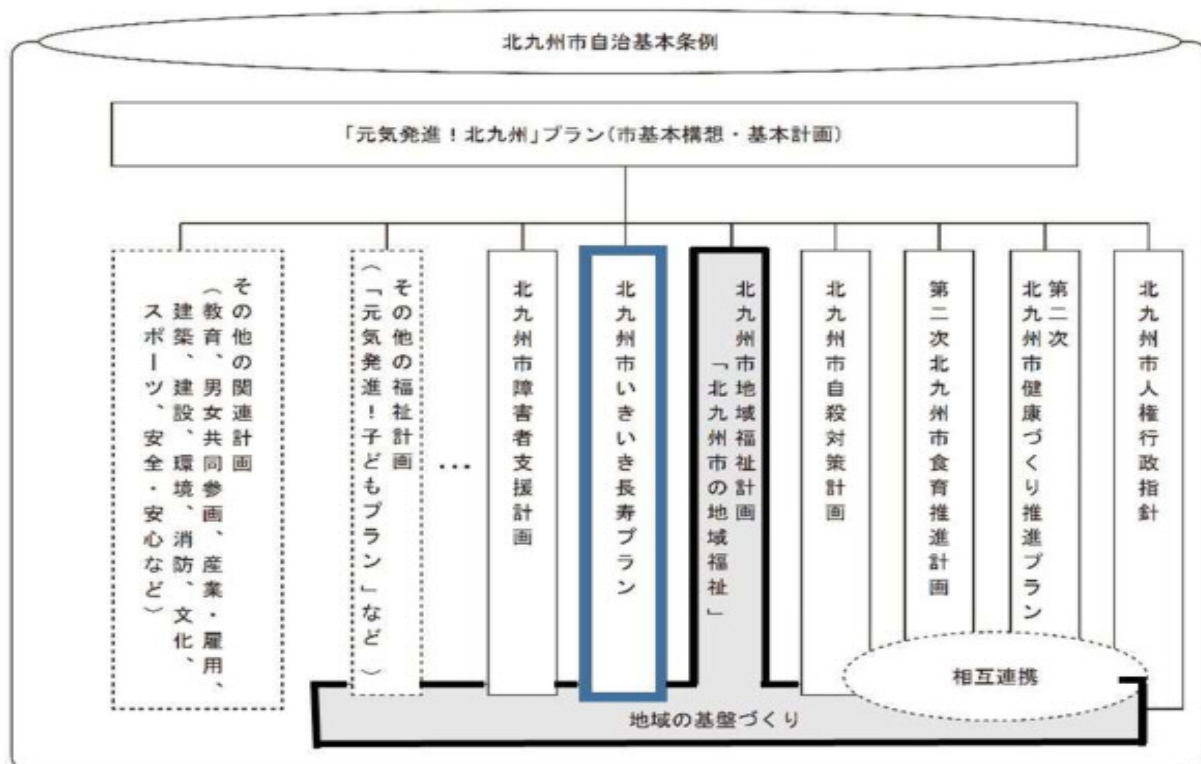 北九州市自治基本条例
「元気発進！北九州」プラン(市基本構想・基本計画)
北九州市人権行政指針
第二次
北九州市健康づくり推進プラン
第二次北九州市食育推進計画
北九州市自殺対策計画
北九州市地域福祉計画
「北九州市の地域福祉」
北九州市いきいき長寿プラン
北九州市障害者支援計画
…
その他の福祉計画
(「元気発進！子どもプラン」など)
その他の関連計画
(教育、男女共同参画、産業・雇用、
建築、建設、環境、消防、文化、
スポーツ、安全・安心など)
相互連携
地域の基盤づくり